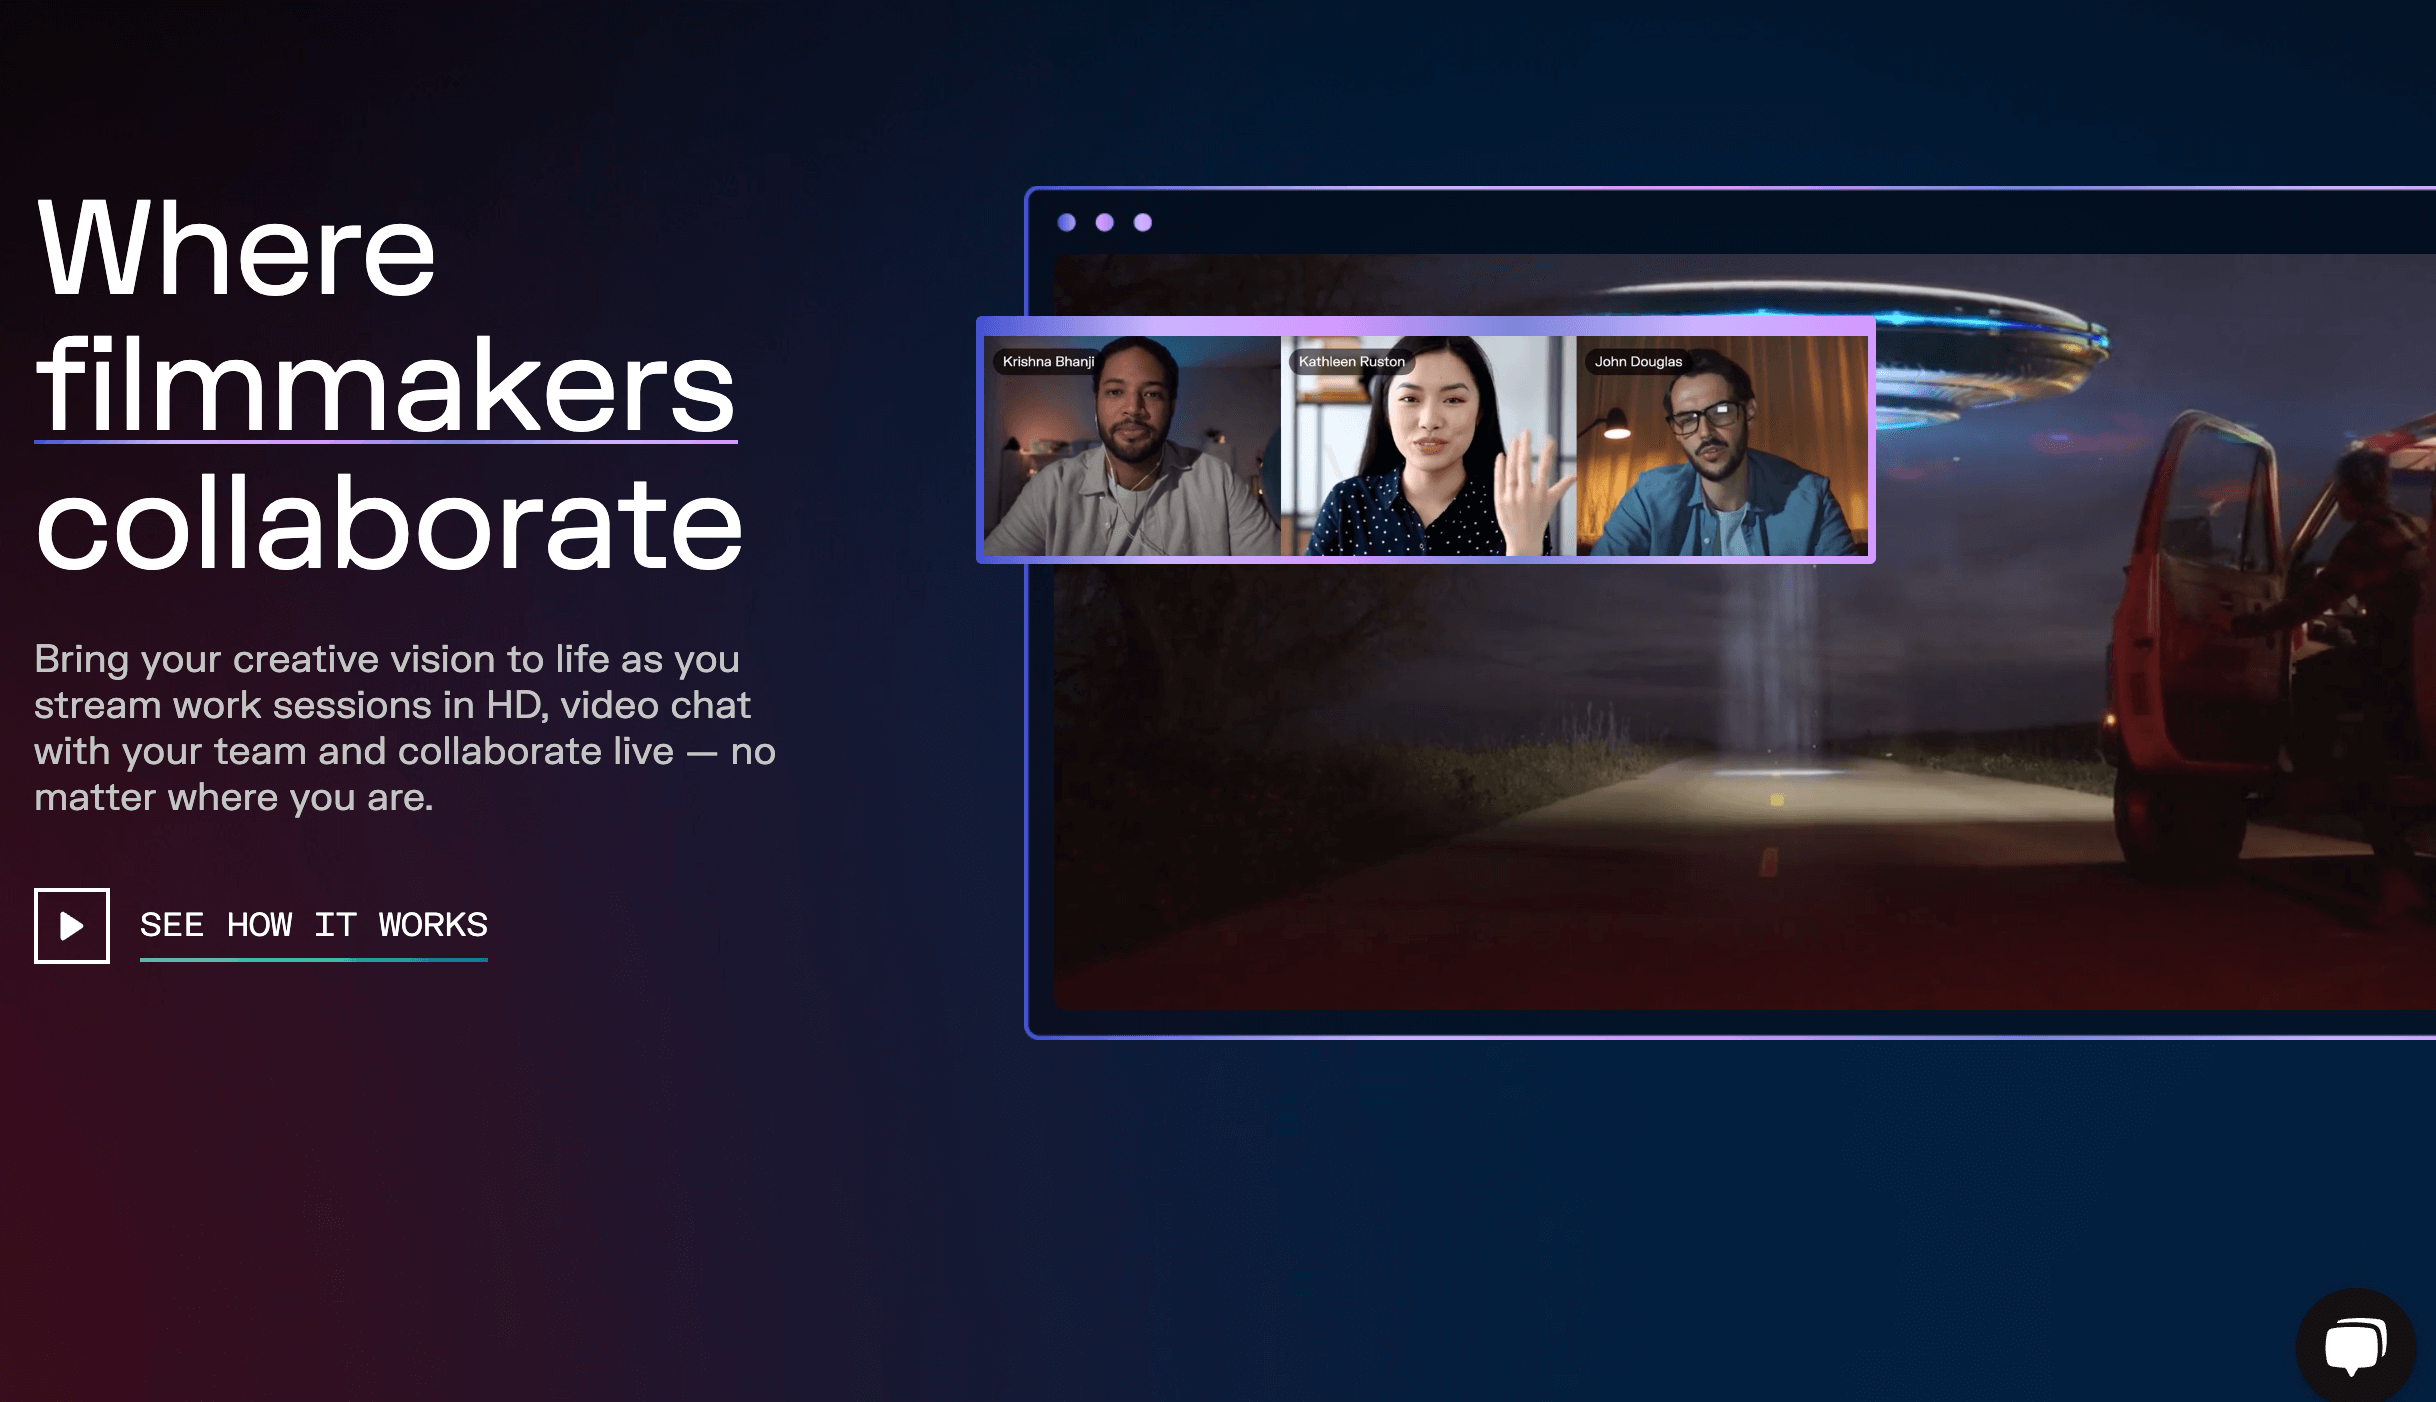 Where
filmmakers
collaborate
Bring your creative vision to life as you
stream work sessions in HD, video chat
with your team and collaborate live — no
matter where you are.
SEE HOW IT WORKS
Krishna Bhanji
Kathleen Ruston
John Douglas